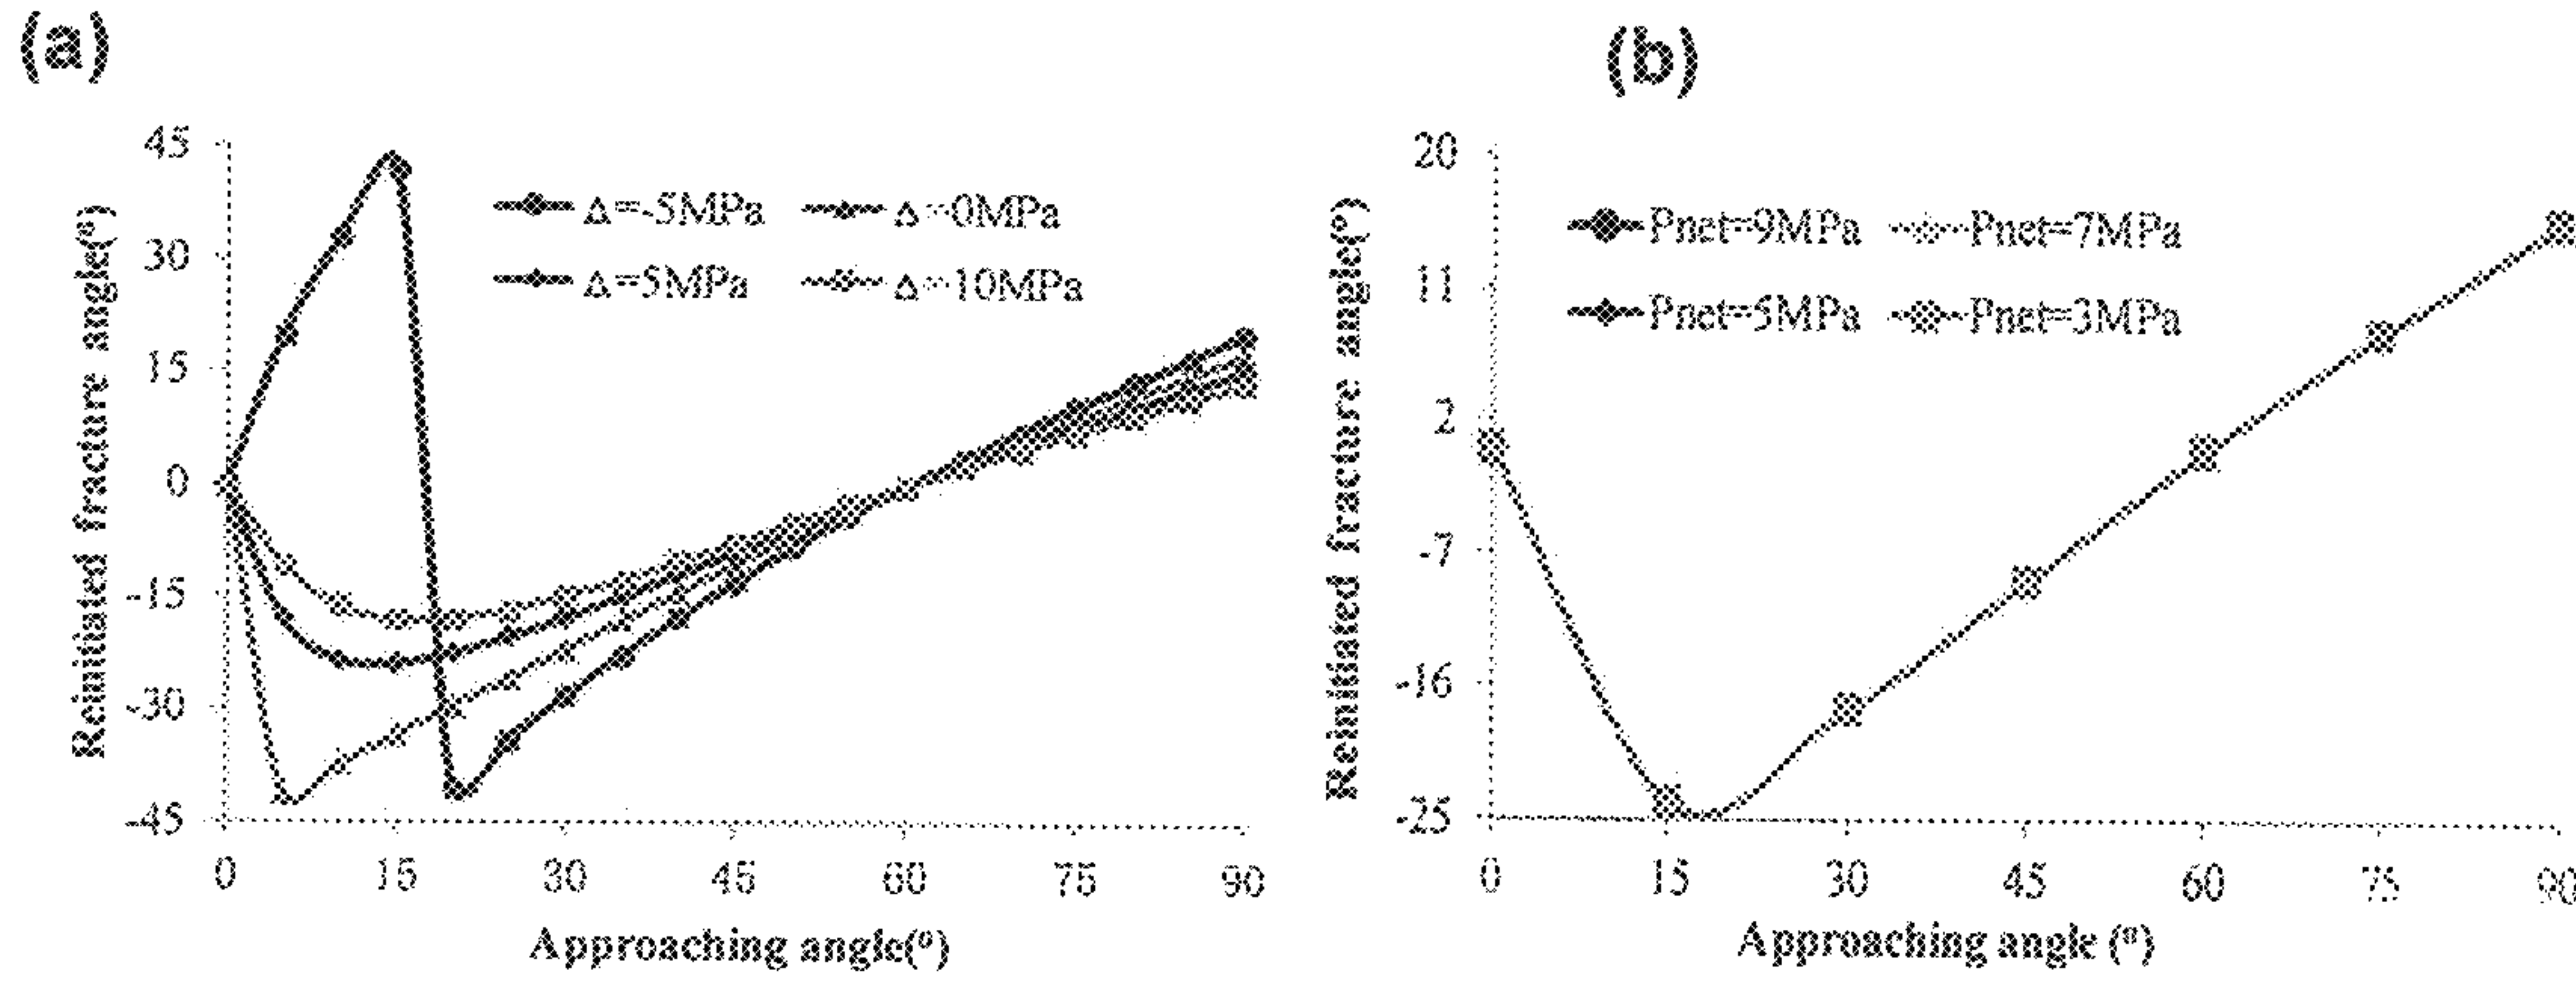 (a)
45
30
15
0
-15
-30
-45
Reinitiated fracture angle(º)
Δ=-5MPa
Δ=0MPa
Δ=5MPa
Δ=10MPa
0 15 30 45 60 75 90
Approaching angle(º)
(b)
20
11
2
-7
-16
-25
Reinitiated fracture angle(º)
Pnet=9MPa
Pnet=7MPa
Pnet=5MPa
Pnet=3MPa
0 15 30 45 60 75 90
Approaching angle (º)